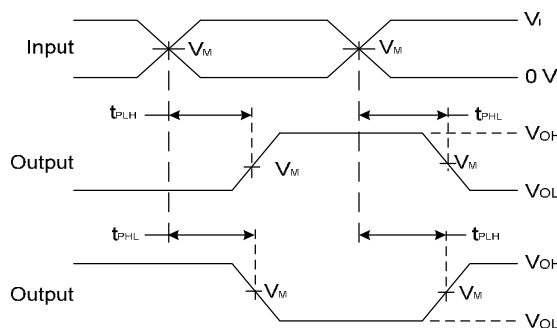 Input
VM
VM
VI
0 V
tPLH
tPHL
Output
VM
VM
VOH
VOL
tPHL
tPLH
Output
VM
VM
VOH
VOL